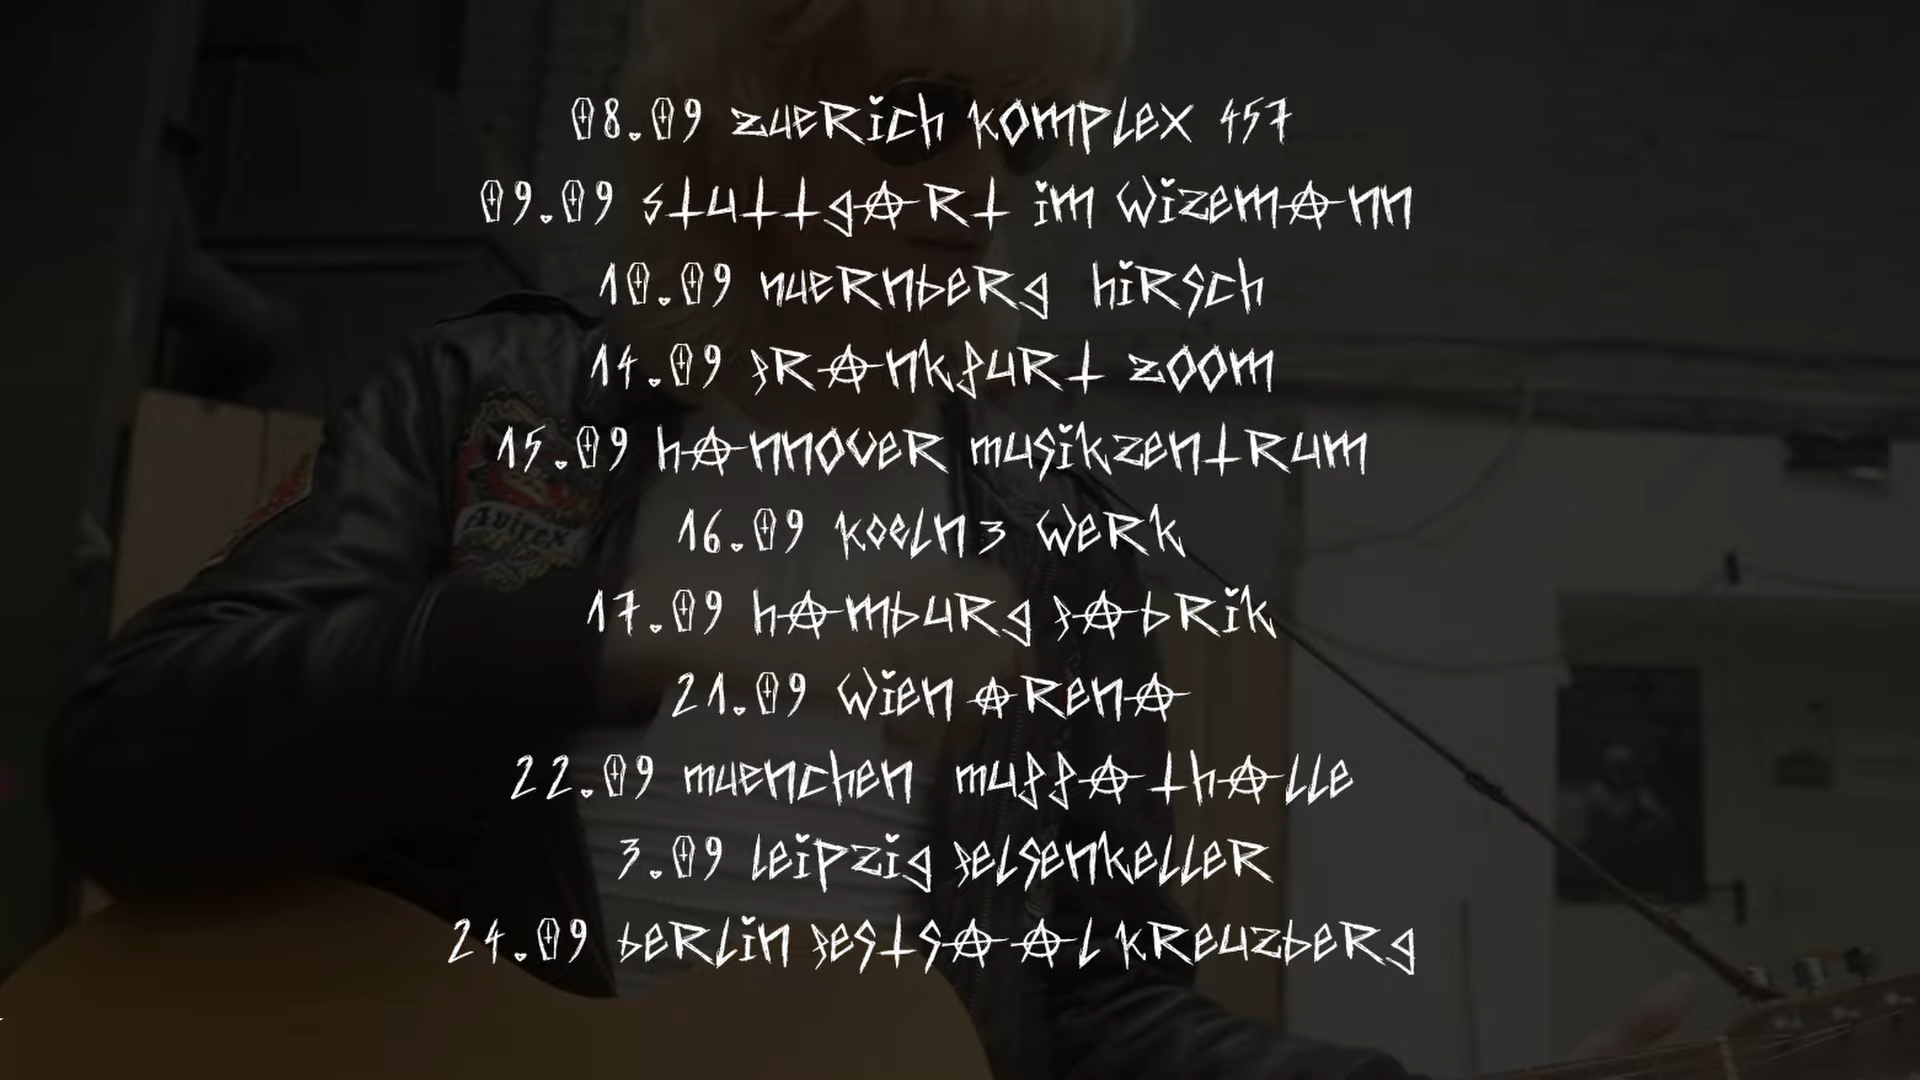 08.09 zueRich komplex 457
09.09 stuttgaRt im wizemann
10.09 nueRnbeRg hiRsch
14.09 FRankfuRt zoom
15.09 hannoveR musikzentRum
16.09 koeln 3 weRk
17.09 hambuRg FabRik
21.09 wien aRena
22.09 muenchen muffathalle
3.09 leipzig FelsenkelleR
24.09 beRlin Festsaal kReuzbeRg
Avirex